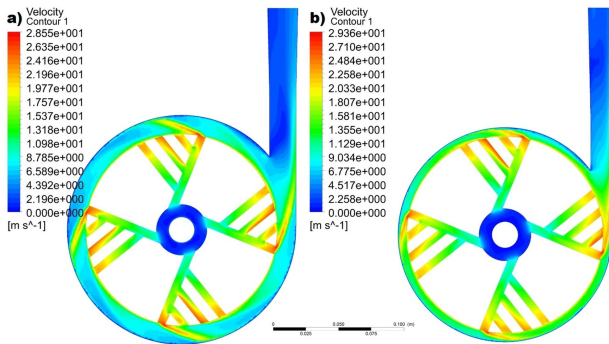 a)
Velocity
Contour 1
2.855e+001
2.635e+001
2.416e+001
2.196e+001
1.977e+001
1.757e+001
1.537e+001
1.318e+001
1.098e+001
8.785e+000
6.589e+000
4.392e+000
2.196e+000
0.000e+000
[m s^-1]
b)
Velocity
Contour 1
2.936e+001
2.710e+001
2.484e+001
2.258e+001
2.033e+001
1.807e+001
1.581e+001
1.355e+001
1.129e+001
9.034e+000
6.775e+000
4.517e+000
2.258e+000
0.000e+000
[m s^-1]
0 0.050 0.100 (m)
0.025 0.075